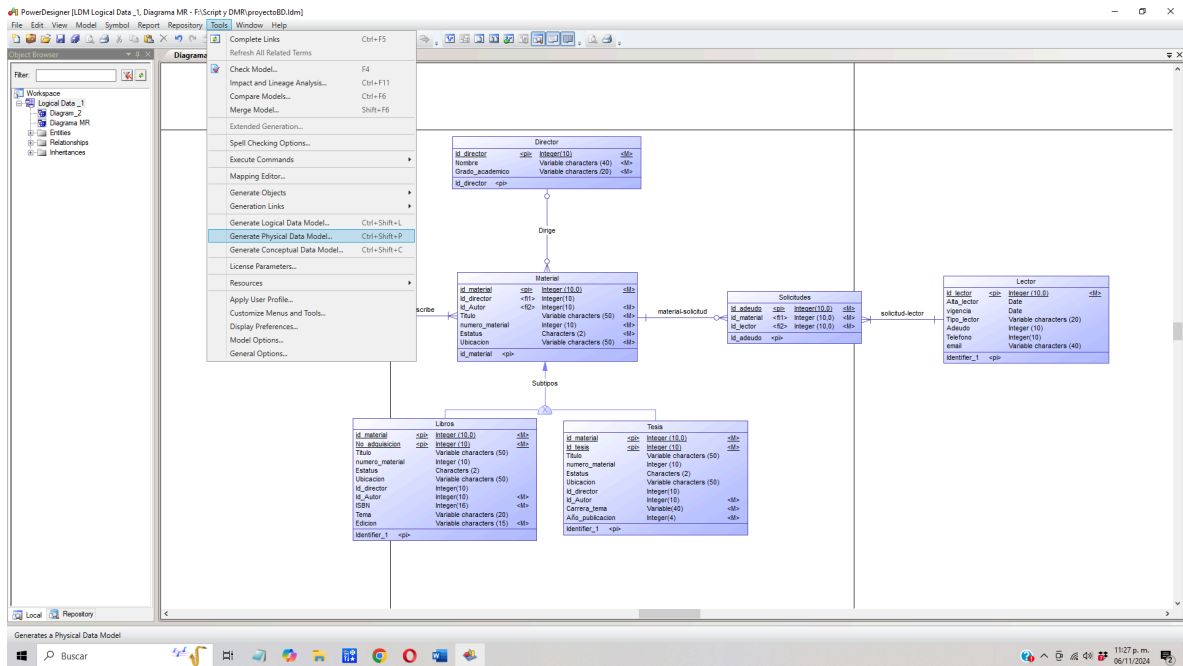 PowerDesigner [LDM Logical Data _1, Diagrama MR - F:\Script y DMR\proyectoBD.ldm]
File Edit View Model Symbol Report Repository Tools Window Help
Object Browser
Filter:
Workspace
Logical Data _1
Diagram_2
Diagrama MR
Entities
Relationships
Inheritances
Local Repository
Diagrama
Complete Links Ctrl+F5
Refresh All Related Terms
Check Model... F4
Impact and Lineage Analysis... Ctrl+F11
Compare Models... Ctrl+F6
Merge Model... Shift+F6
Extended Generation...
Spell Checking Options...
Execute Commands
Mapping Editor...
Generate Objects
Generation Links
Generate Logical Data Model... Ctrl+Shift+L
Generate Physical Data Model... Ctrl+Shift+P
Generate Conceptual Data Model... Ctrl+Shift+C
License Parameters...
Resources
Apply User Profile...
Customize Menus and Tools...
Display Preferences...
Model Options...
General Options...
Director
id_director <pi> Integer(10) <M>
Nombre Variable characters (40) <M>
Grado_academico Variable characters /20) <M>
Id_director <pi>
Dirige
scribe
Material
id_material <pi> Integer (10,0) <M>
Id_director <fi1> Integer(10)
Id_Autor <fi2> Integer(10) <M>
Titulo Variable characters (50) <M>
numero_material Integer (10) <M>
Estatus Characters (2) <M>
Ubicacion Variable characters (50) <M>
id_material <pi>
material-solicitud
Solicitudes
Id_adeudo <pi> Integer(10,0) <M>
id_material <fi1> Integer (10,0) <M>
Id_lector <fi2> Integer (10,0) <M>
Id_adeudo <pi>
solicitud-lector
Lector
Id_lector <pi> Integer (10,0) <M>
Alta_lector Date
vigencia Date
Tipo_lector Variable characters (20)
Adeudo Integer (10)
Telefono Integer(10)
email Variable characters (40)
Identifier_1 <pi>
Subtipos
Libros
id_material <pi> Integer (10,0) <M>
No_adquisicion <pi> Integer (10) <M>
Titulo Variable characters (50)
numero_material Integer (10)
Estatus Characters (2)
Ubicacion Variable characters (50)
Id_director Integer(10)
Id_Autor Integer(10) <M>
ISBN Integer(16) <M>
Tema Variable characters (20)
Edicion Variable characters (15) <M>
Identifier_1 <pi>
Tesis
id_material <pi> Integer (10,0) <M>
Id_tesis <pi> Integer (10) <M>
Titulo Variable characters (50)
numero_material Integer (10)
Estatus Characters (2)
Ubicacion Variable characters (50)
Id_director Integer(10)
Id_Autor Integer(10) <M>
Carrera_tema Variable(40) <M>
Año_publicacion Integer(4) <M>
Identifier_1 <pi>
Generates a Physical Data Model
Buscar
11:27 p. m.
06/11/2024